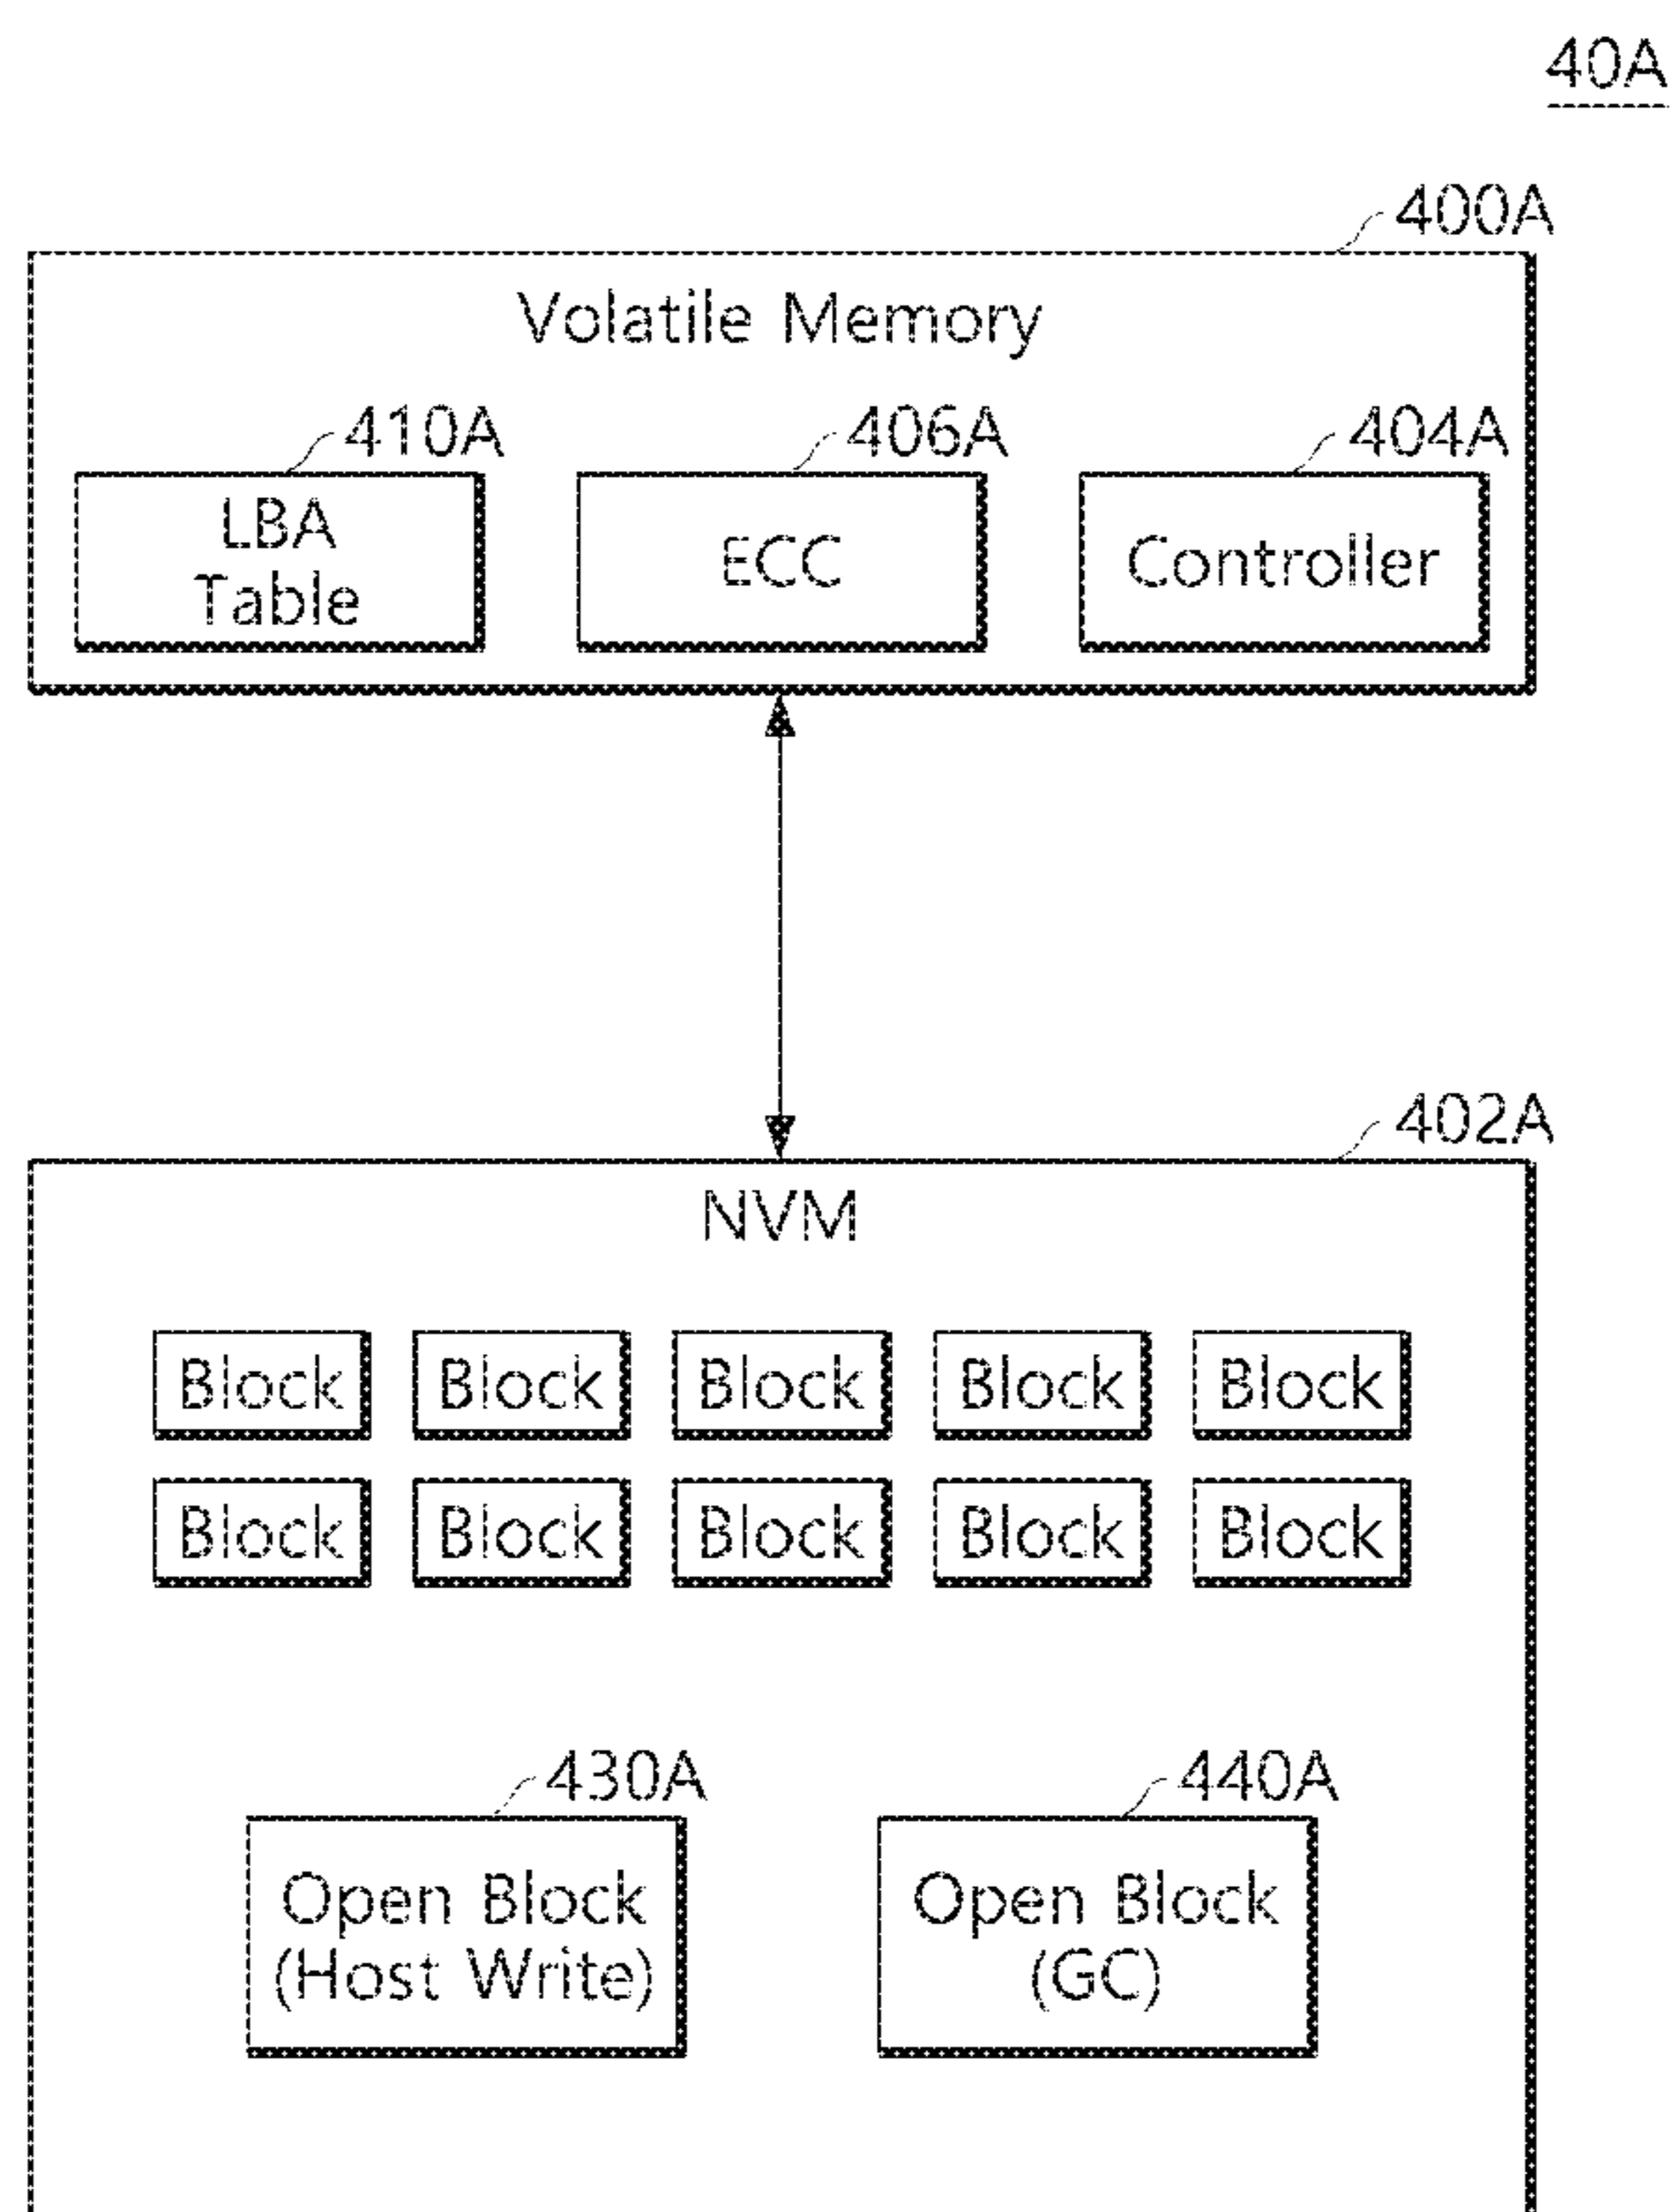 40A
400A
Volatile Memory
410A 406A 404A
LBA
Table
ECC
Controller
402A
NVM
Block Block Block Block Block
Block Block Block Block Block
430A 440A
Open Block
(Host Write)
Open Block
(GC)